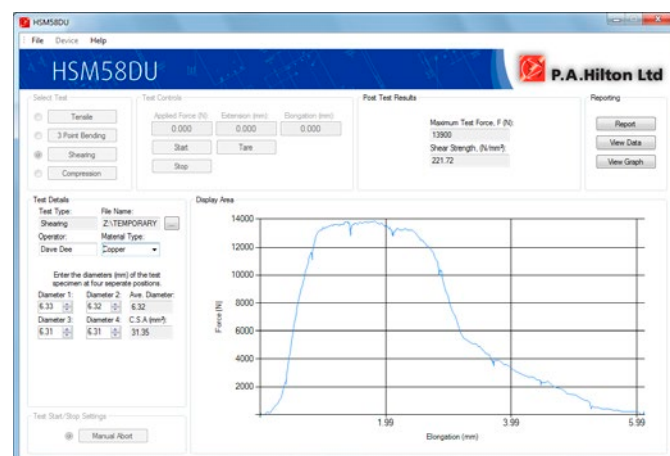 HSM58DU
File Device Help
HSM58DU
P.A.Hilton Ltd
Select Test
Tensile
3 Point Bending
Shearing
Compression
Test Controls
Applied Force (N) Extension (mm) Elongation (mm)
0.000 0.000 0.000
Start Tare
Stop
Post Test Results
Maximum Test Force, F (N):
13900
Shear Strength, (N/mm²):
221.72
Reporting
Report
View Data
View Graph
Test Details
Test Type: File Name:
Shearing Z:\TEMPORARY ...
Operator: Material Type:
Dave Dee Copper
Enter the diameters (mm) of the test
specimen at four seperate positions.
Diameter 1: Diameter 2: Ave. Diameter:
6.33 6.32 6.32
Diameter 3: Diameter 4: C.S.A (mm²):
6.31 6.31 31.35
Test Start/Stop Settings
Manual Abort
Display Area
Force (N)
14000
12000
10000
8000
6000
4000
2000
1.99 3.99 5.99
Elongation (mm)